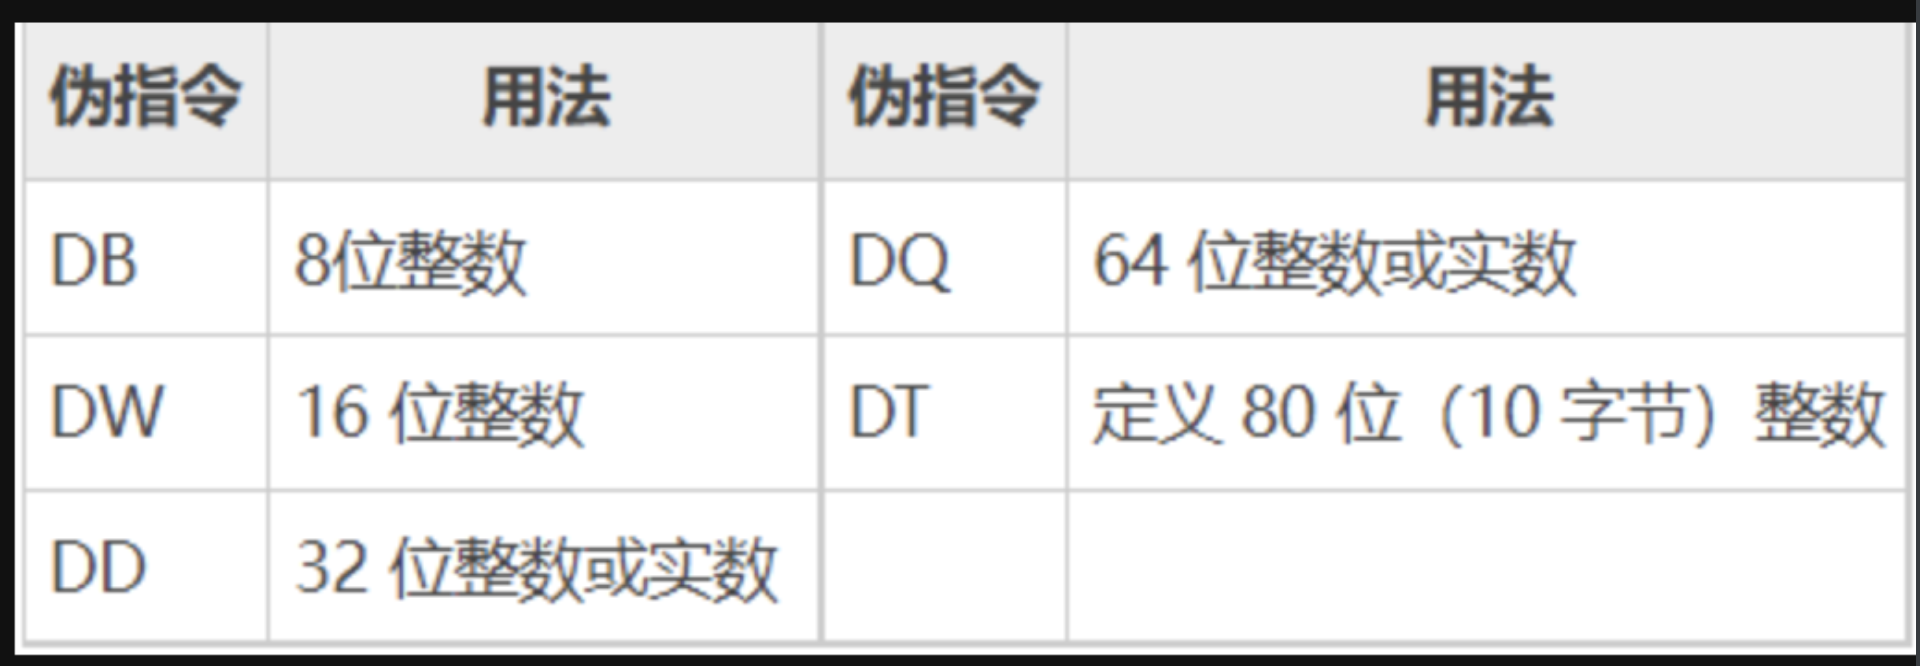 伪指令 用法 伪指令 用法
DB 8位整数 DQ 64 位整数或实数
DW 16 位整数 DT 定义 80 位（10 字节）整数
DD 32 位整数或实数